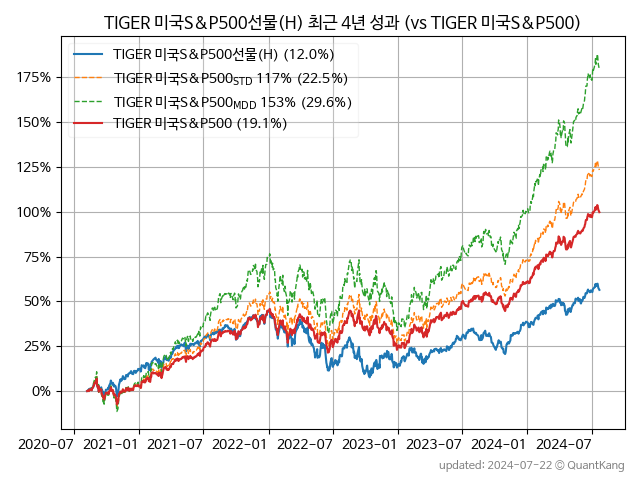 TIGER 미국S&P500선물(H) 최근 4년 성과 (vs TIGER 미국S&P500)
TIGER 미국S&P500선물(H) (12.0%)
TIGER 미국S&P500STD 117% (22.5%)
TIGER 미국S&P500MDD 153% (29.6%)
TIGER 미국S&P500 (19.1%)
175%
150%
125%
100%
75%
50%
25%
0%
2020-07 2021-01 2021-07 2022-01 2022-07 2023-01 2023-07 2024-01 2024-07
updated: 2024-07-22 © QuantKang